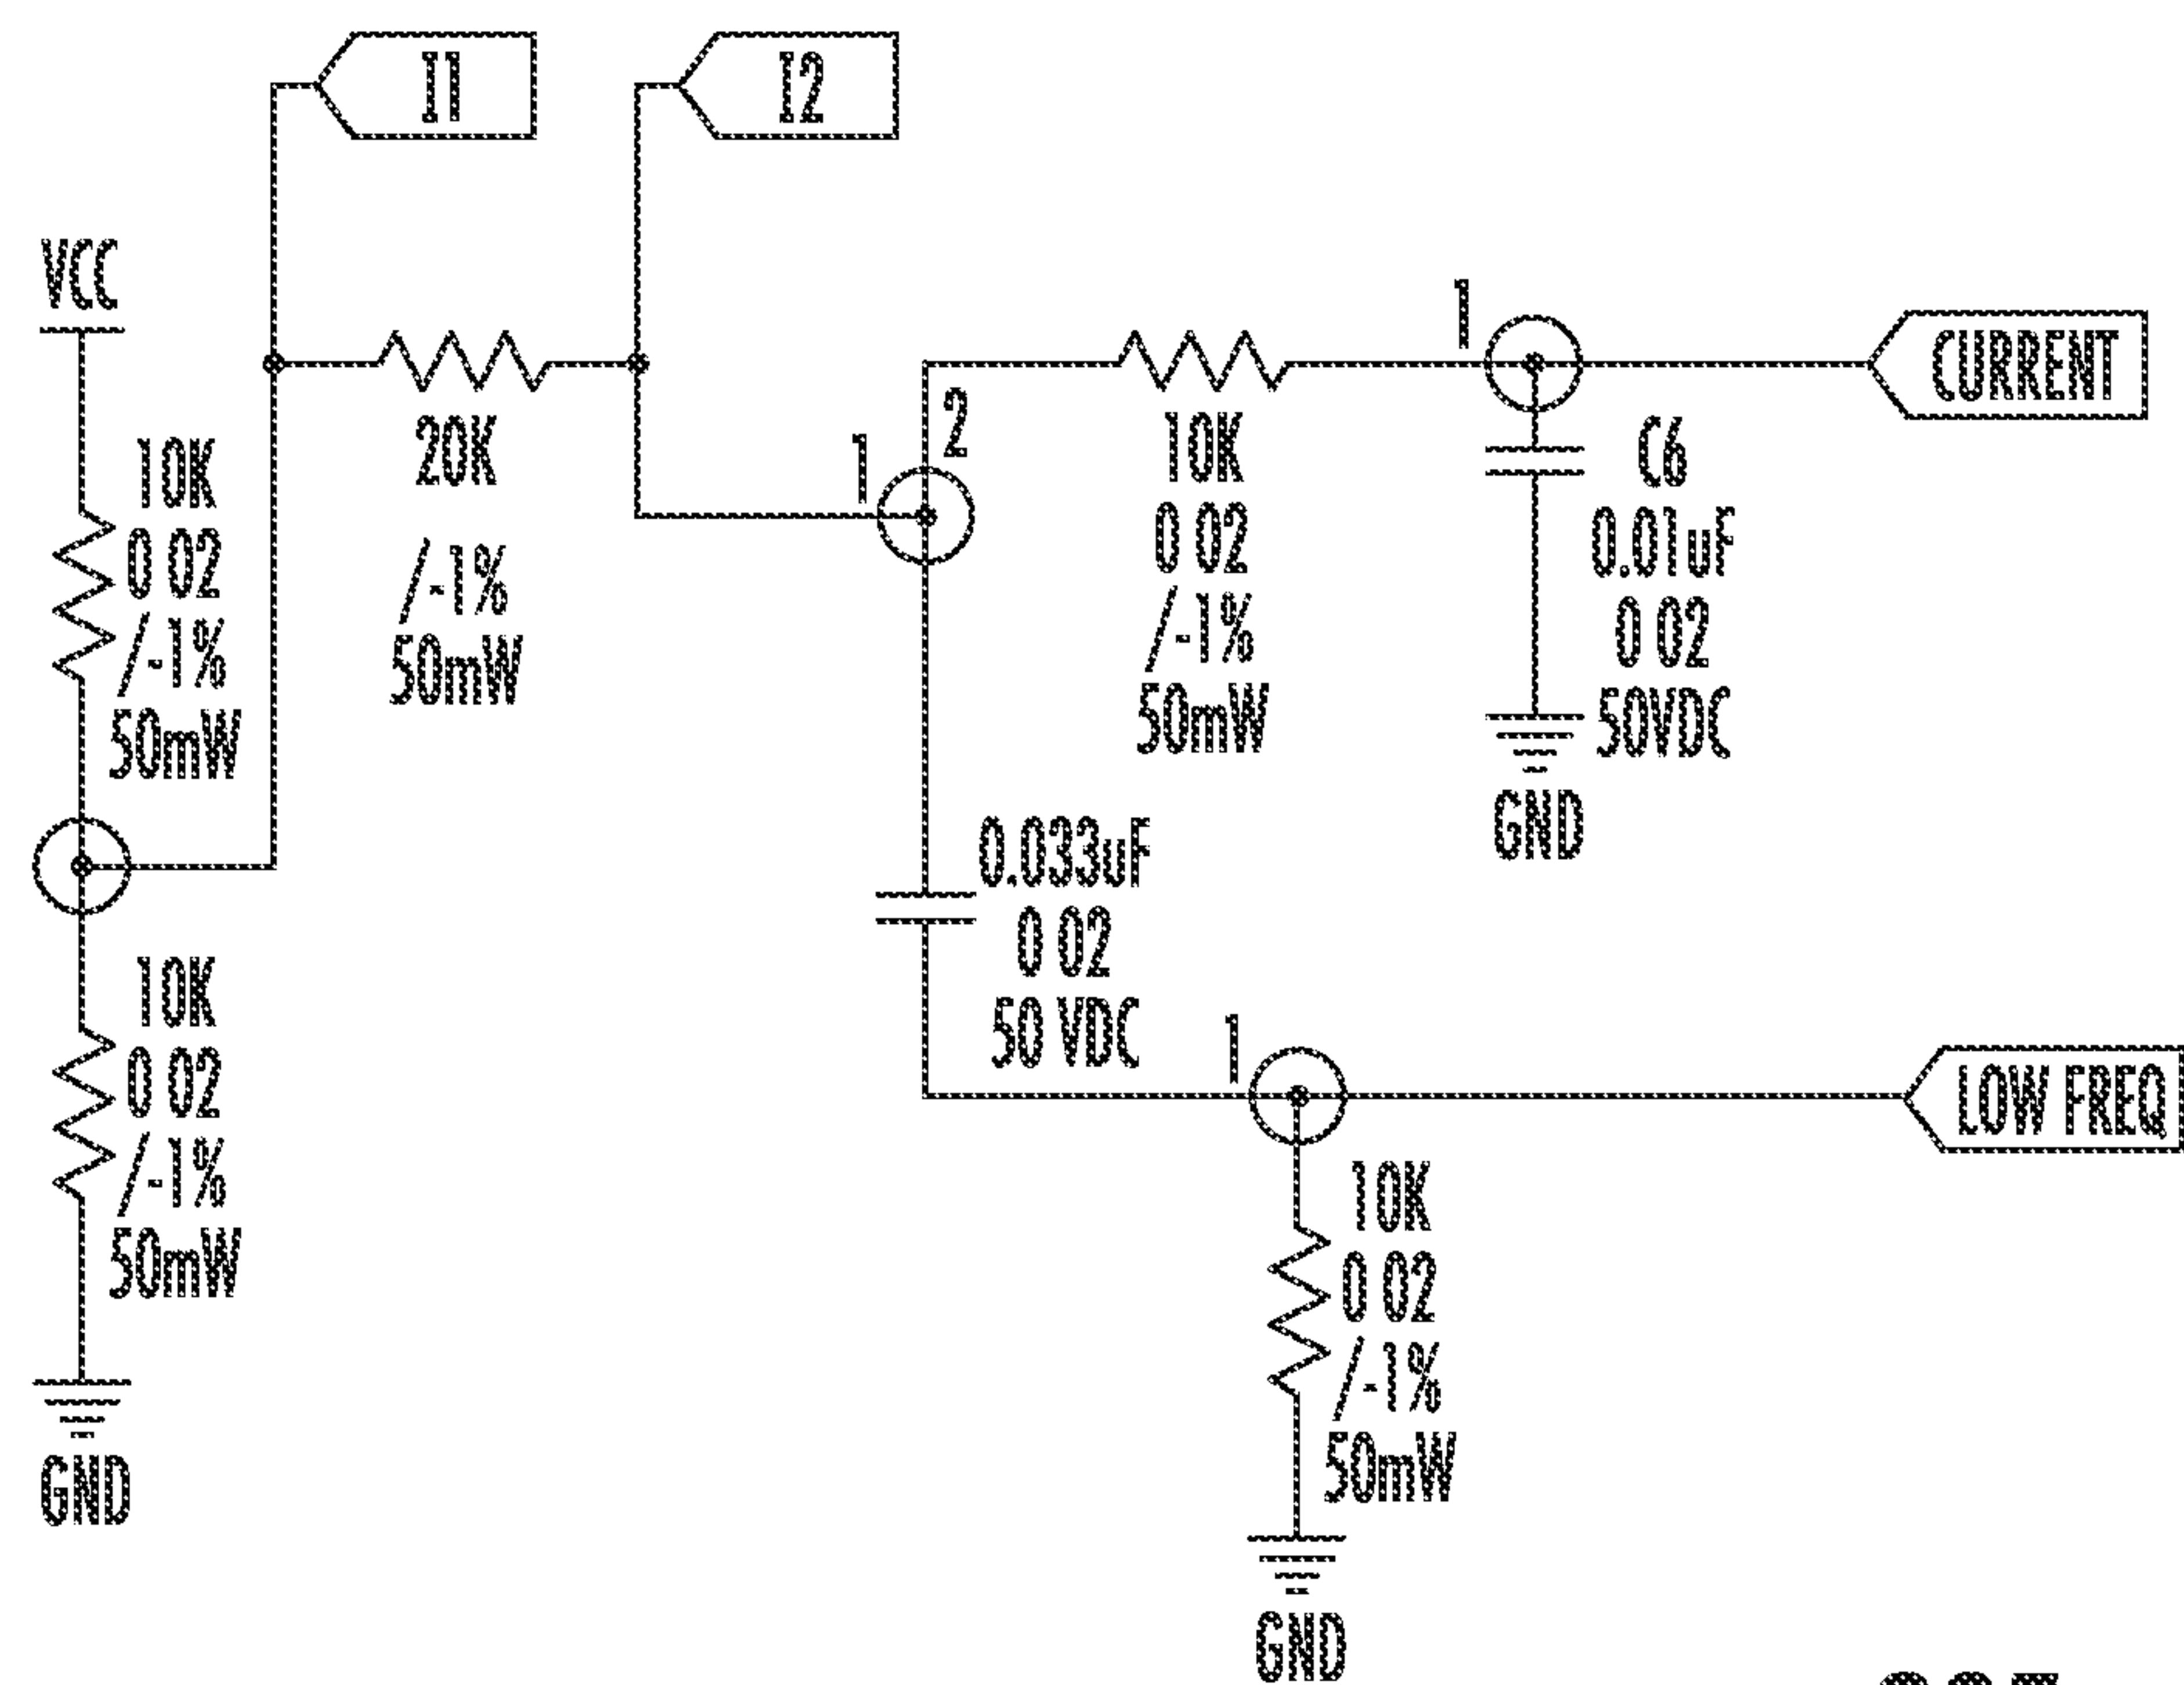 I1
I2
VCC
10K
0 02
/-1%
50mW
20K
/-1%
50mW
1
2
10K
0 02
/-1%
50mW
1
CURRENT
C6
0.01uF
0 02
50VDC
GND
0.033uF
0 02
50 VDC
10K
0 02
/-1%
50mW
GND
1
LOW FREQ
10K
0 02
/-1%
50mW
GND